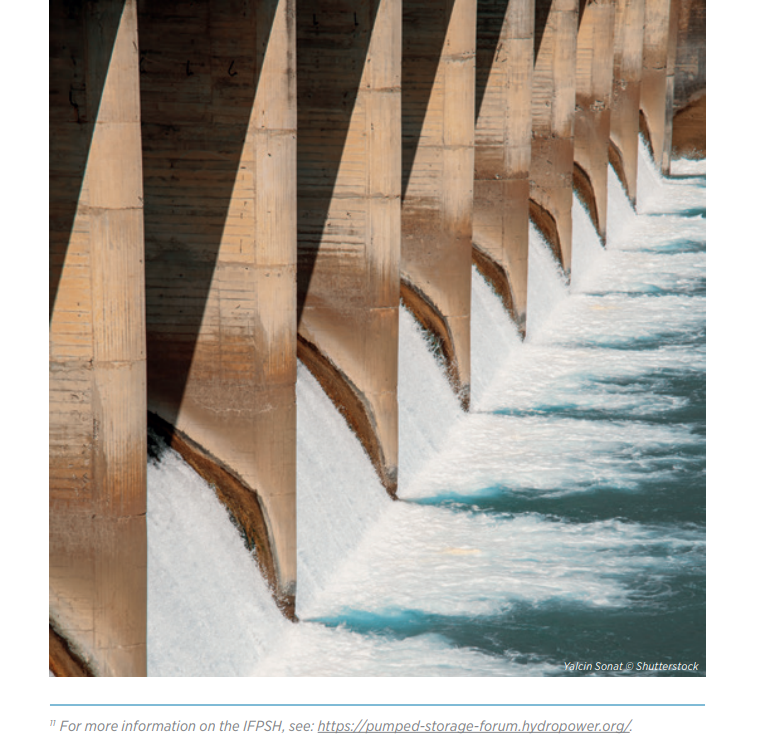 Yalcin Sonat © Shutterstock
11 For more information on the IFPSH, see: https://pumped-storage-forum.hydropower.org/.